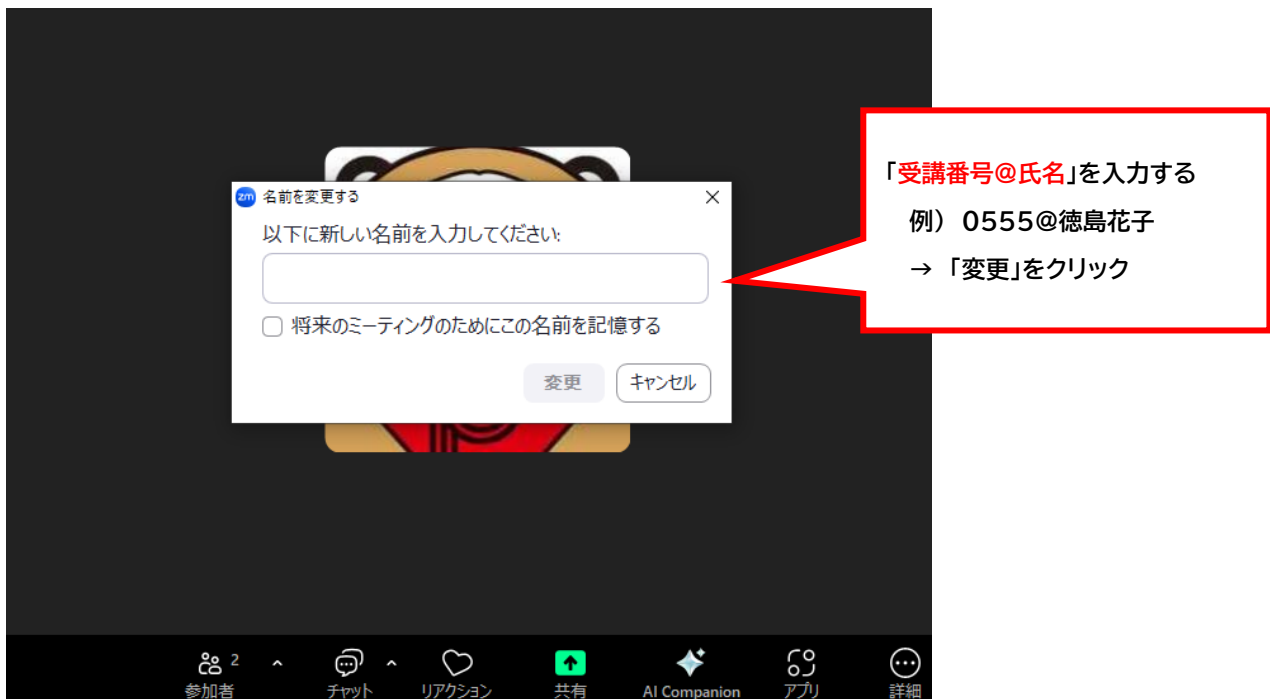 zm 名前を変更する
以下に新しい名前を入力してください:
将来のミーティングのためにこの名前を記憶する
変更 キャンセル
「受講番号@氏名」を入力する
例） 0555@徳島花子
→ 「変更」をクリック
2
参加者 チャット リアクション 共有 AI Companion アプリ 詳細